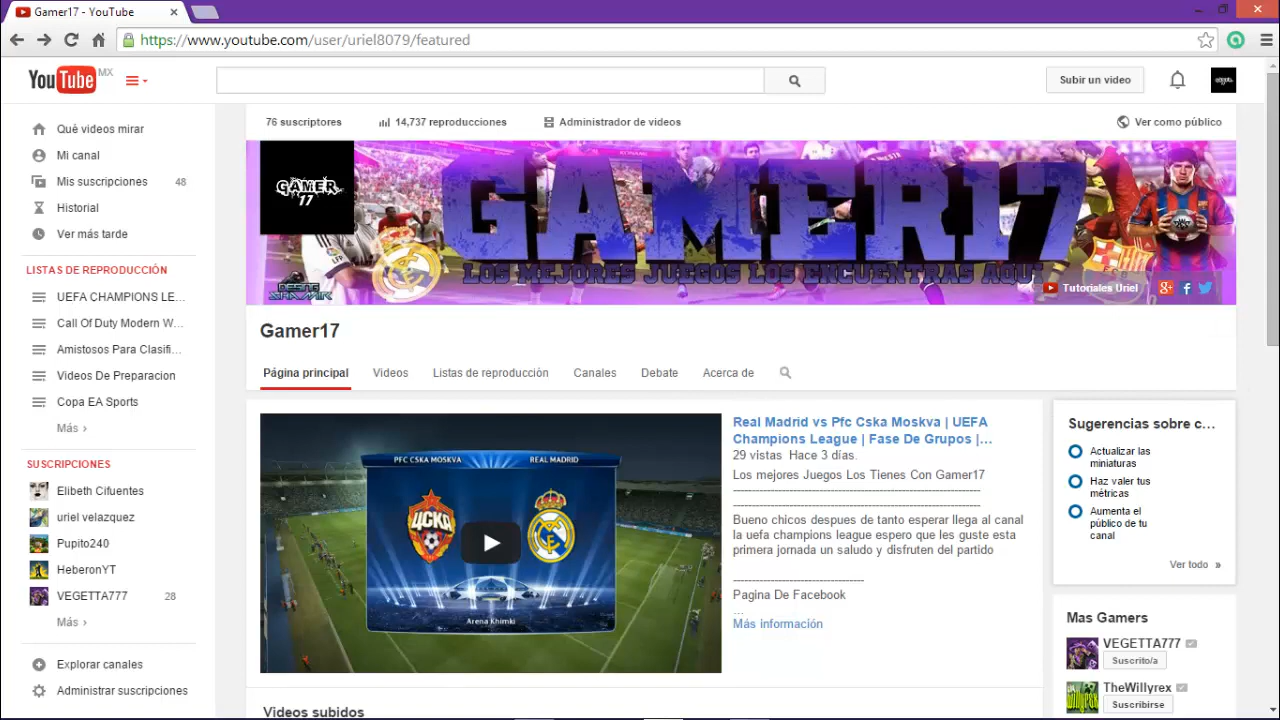 Gamer17 - YouTube
https://www.youtube.com/user/uriel8079/featured
YouTube MX
Subir un video
Qué videos mirar
Mi canal
Mis suscripciones 48
Historial
Ver más tarde
LISTAS DE REPRODUCCIÓN
UEFA CHAMPIONS LE...
Call Of Duty Modern W...
Amistosos Para Clasifi...
Videos De Preparacion
Copa EA Sports
Más ›
SUSCRIPCIONES
Elibeth Cifuentes
uriel velazquez
Pupito240
HeberonYT
VEGETTA777 28
Más ›
Explorar canales
Administrar suscripciones
76 suscriptores 14,737 reproducciones Administrador de videos Ver como público
GAMER
17
GAMER17
LOS MEJORES JUEGOS LOS ENCUENTRAS AQUI
KONAMI
LFP
FCB
Tutoriales Uriel
Gamer17
Página principal Videos Listas de reproducción Canales Debate Acerca de
PFC CSKA MOSKVA REAL MADRID
ЦСКА
Arena Khimki
Real Madrid vs Pfc Cska Moskva | UEFA
Champions League | Fase De Grupos |...
29 vistas Hace 3 días.
Los mejores Juegos Los Tienes Con Gamer17
---------------------------------------------------------------
---------------------------------------------------------------
Bueno chicos despues de tanto esperar llega al canal
la uefa champions league espero que les guste esta
primera jornada un saludo y disfruten del partido
---------------------------------
Pagina De Facebook
...
Más información
Videos subidos
Sugerencias sobre c...
Actualizar las
miniaturas
Haz valer tus
métricas
Aumenta el
público de tu
canal
Ver todo »
Mas Gamers
VEGETTA777
Suscrito/a
TheWillyrex
Suscribirse